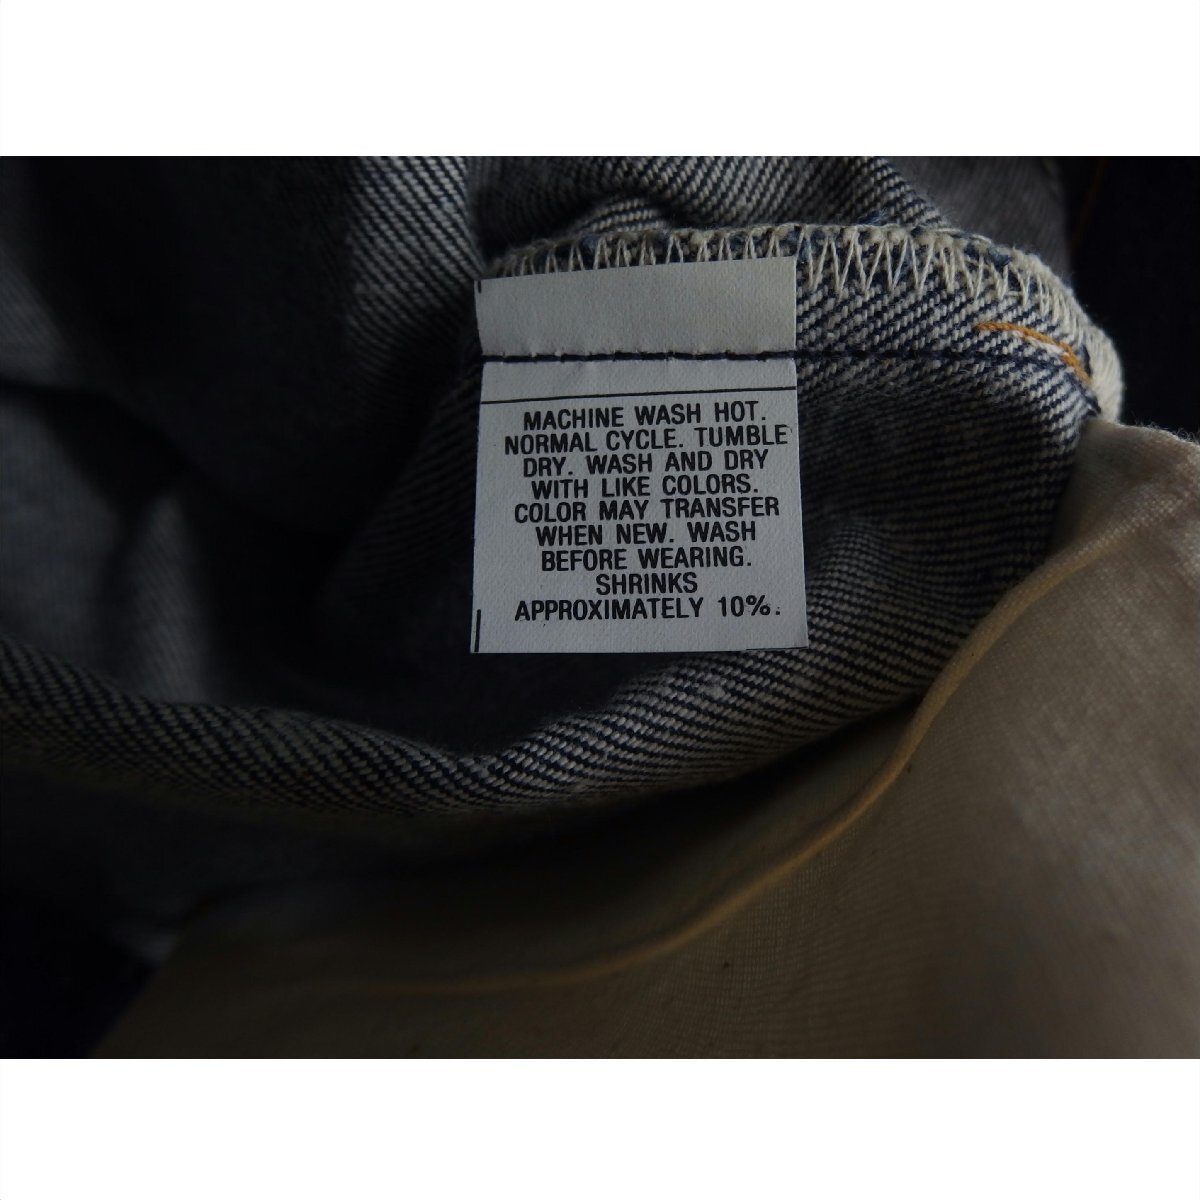 MACHINE WASH HOT.
NORMAL CYCLE. TUMBLE
DRY. WASH AND DRY
WITH LIKE COLORS.
COLOR MAY TRANSFER
WHEN NEW. WASH
BEFORE WEARING.
SHRINKS
APPROXIMATELY 10%.